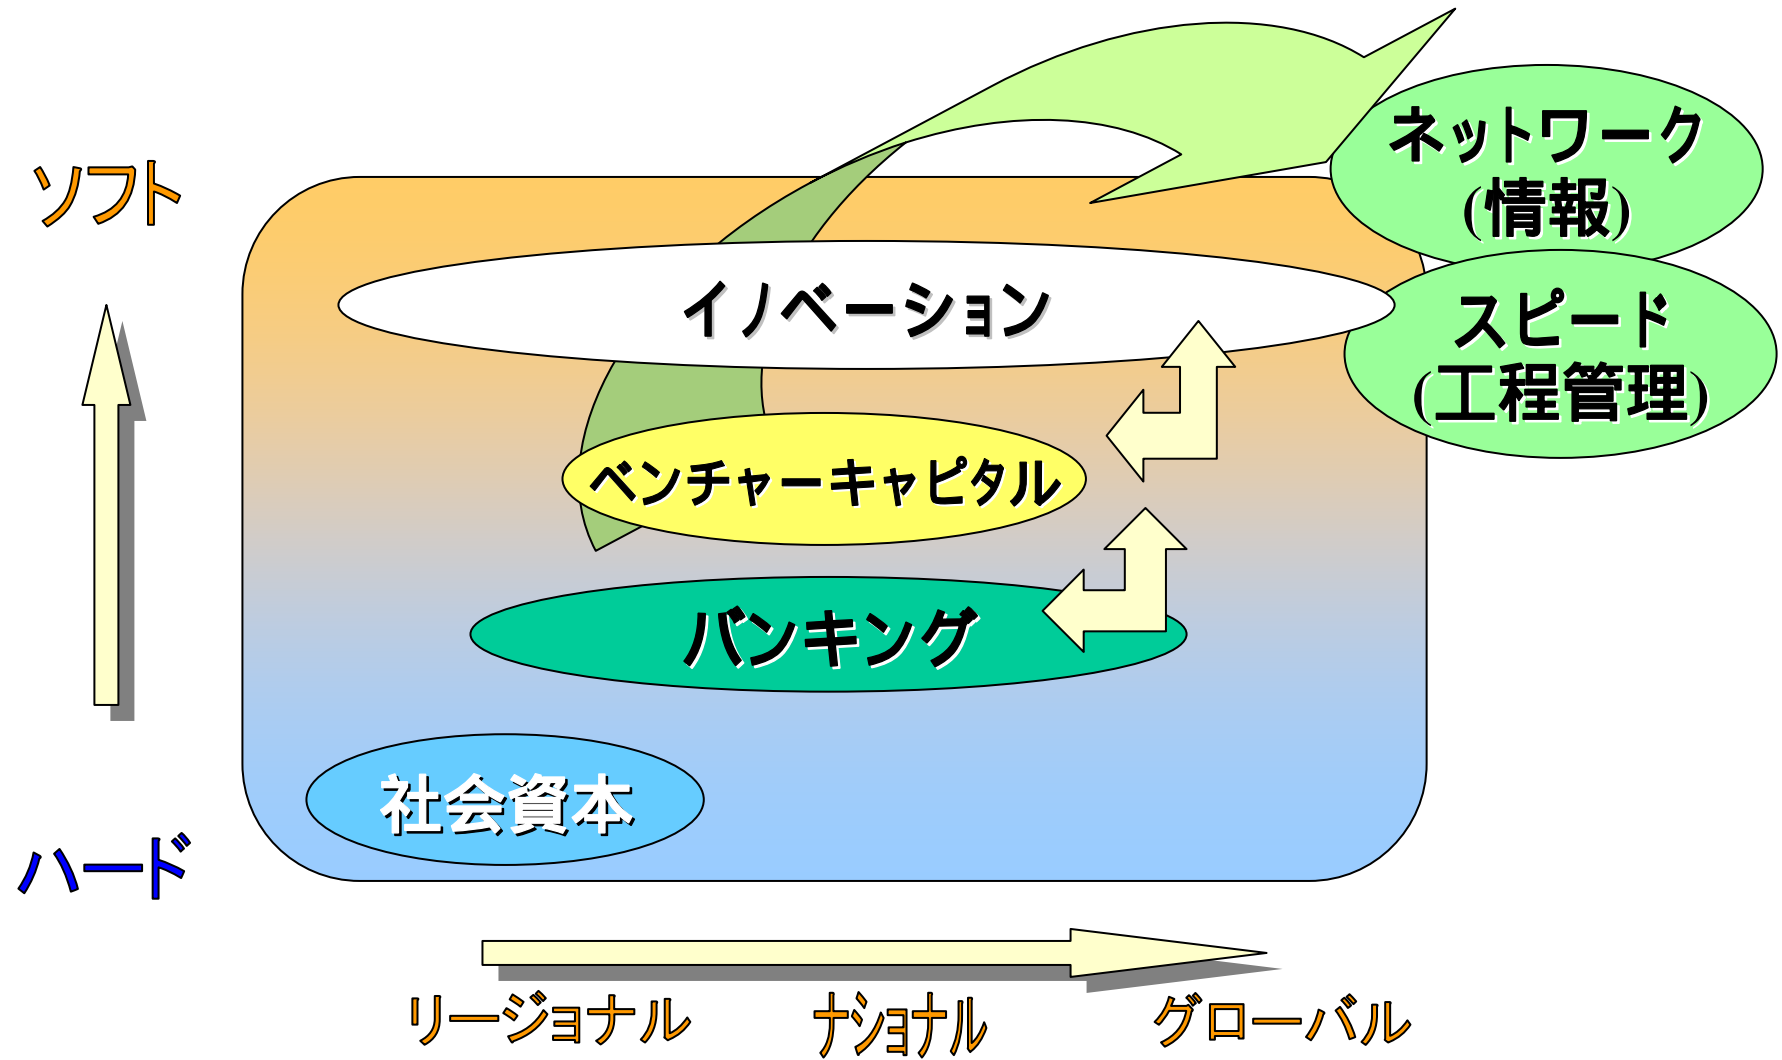 ソフト
ネットワーク
(情報)
イノベーション
スピード
(工程管理)
ベンチャーキャピタル
バンキング
社会資本
ハード
リージョナル
ナショナル
グローバル